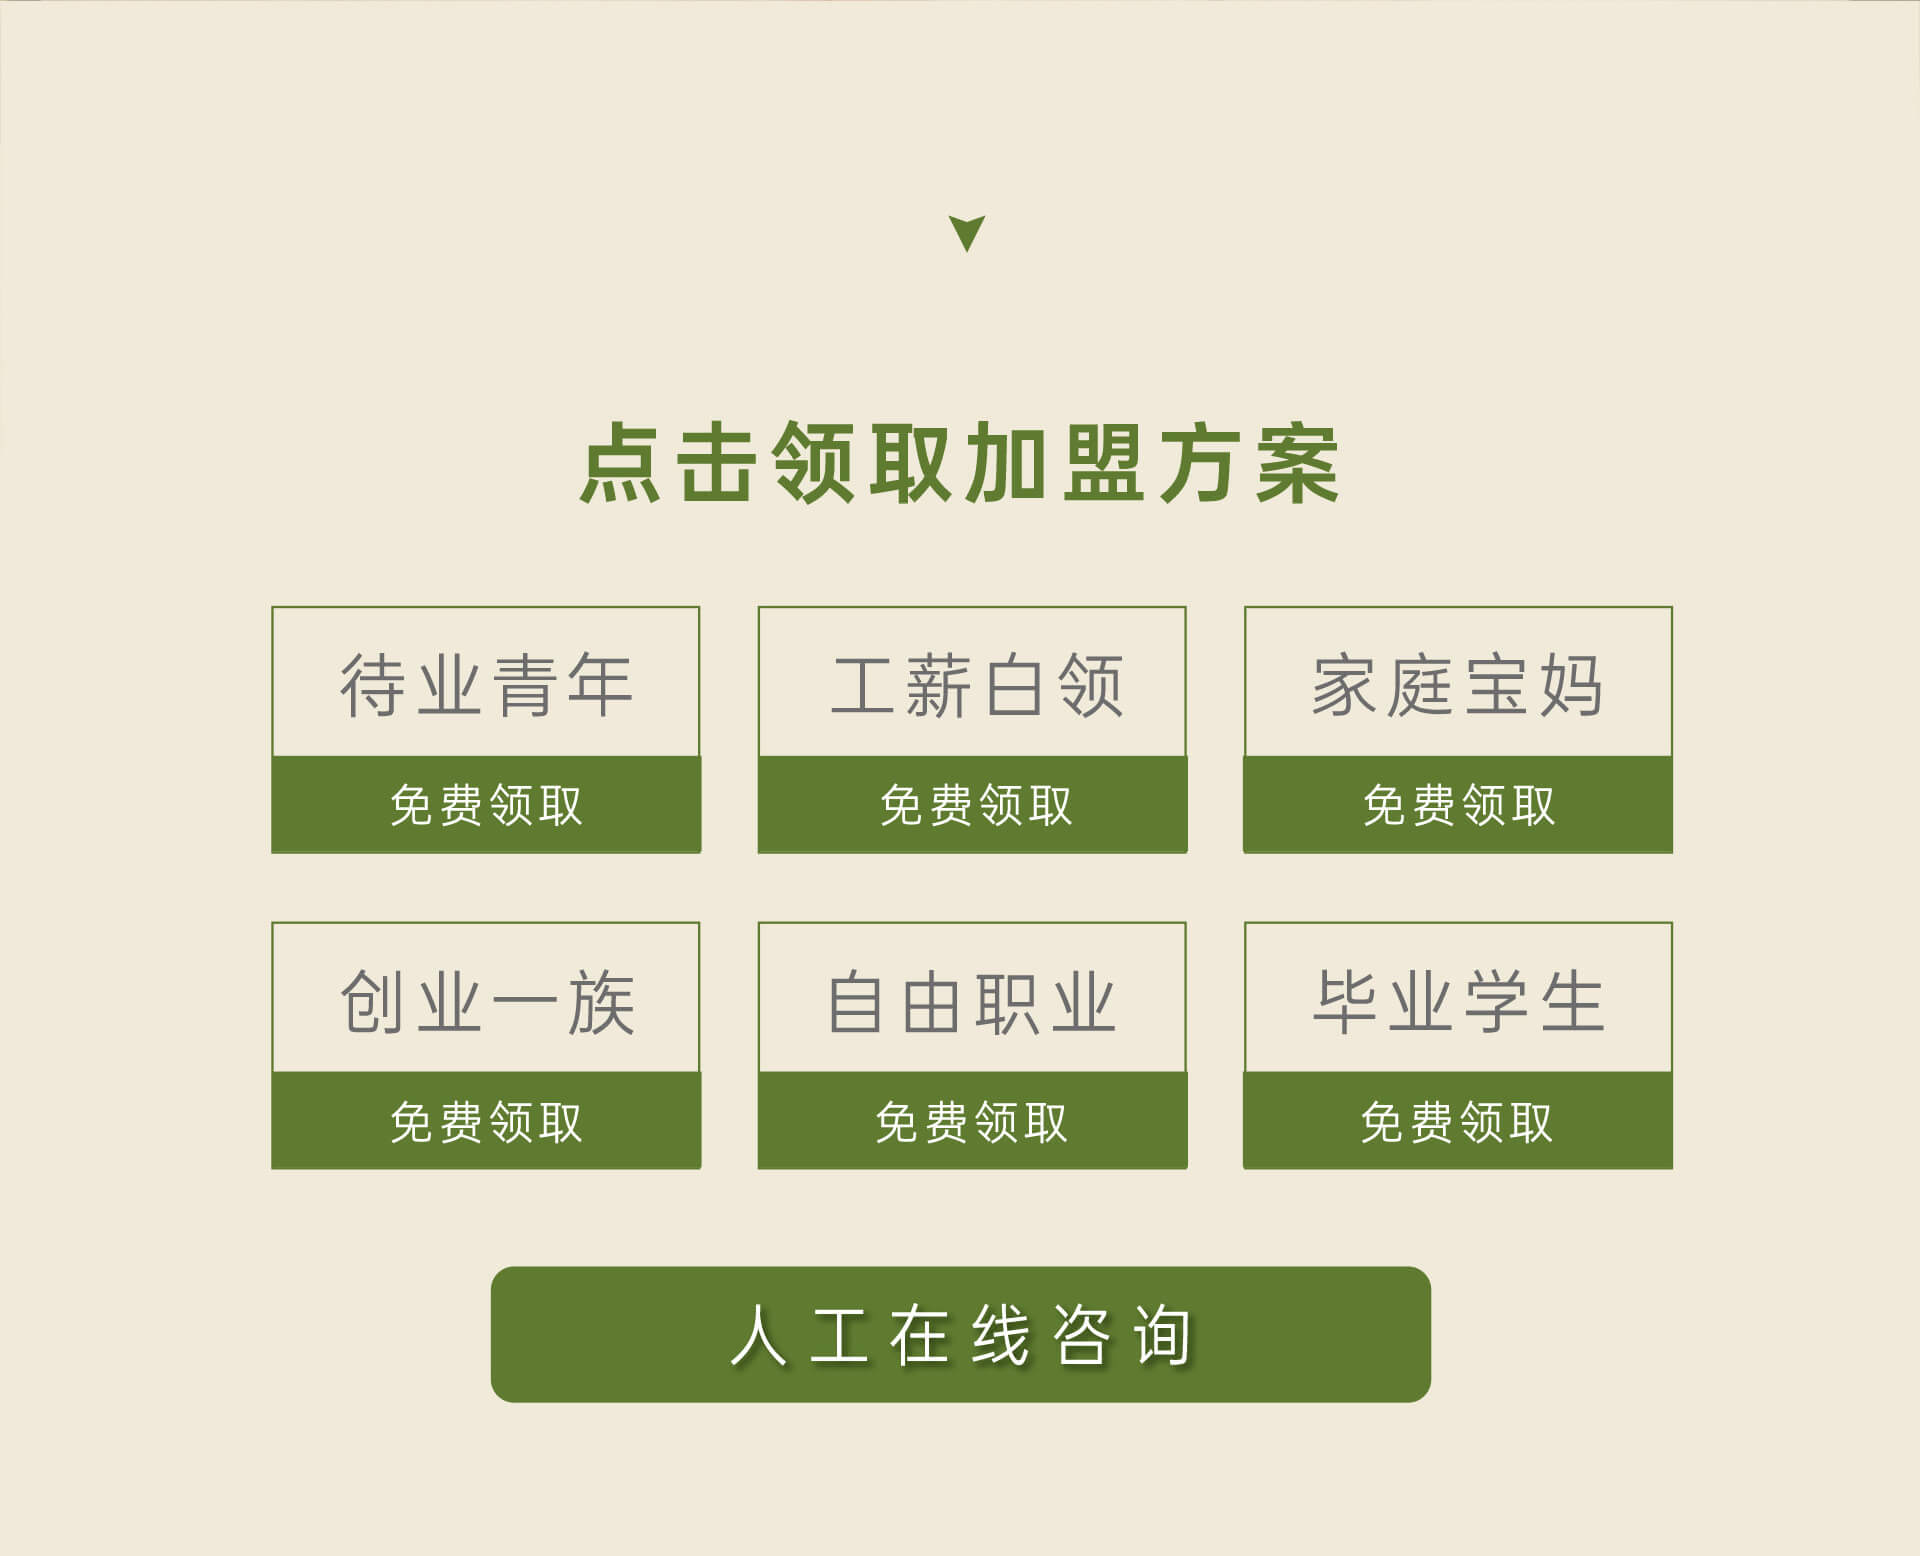 点击领取加盟方案
待业青年
工薪白领
家庭宝妈
免费领取
免费领取
免费领取
创业一族
自由职业
毕业学生
免费领取
免费领取
免费领取
人工在线咨询